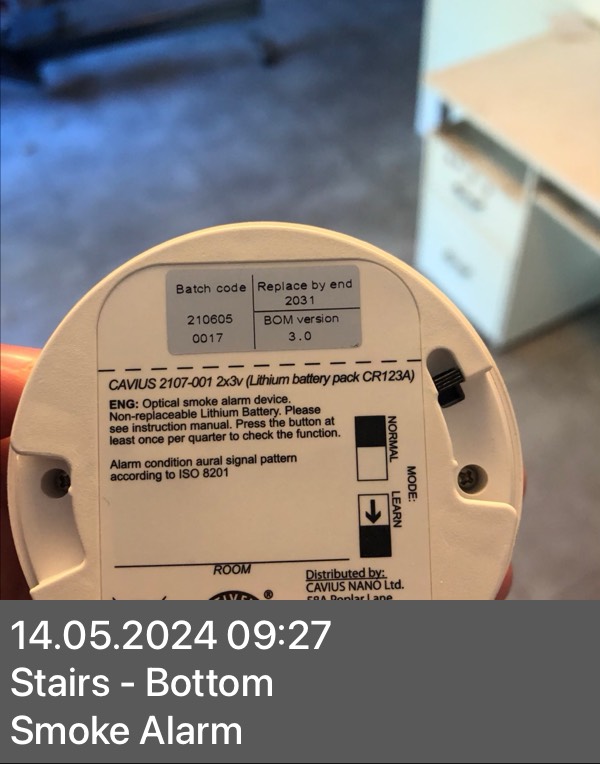 Batch code
Replace by end
2031
210605
0017
BOM version
3.0
CAVIUS 2107-001 2x3v (Lithium battery pack CR123A)
ENG: Optical smoke alarm device.
Non-replaceable Lithium Battery. Please
see instruction manual. Press the button at
least once per quarter to check the function.
Alarm condition aural signal pattern
according to ISO 8201
NORMAL
MODE:
LEARN
ROOM
Distributed by:
CAVIUS NANO Ltd.
58A Poplar Lane
14.05.2024 09:27
Stairs - Bottom
Smoke Alarm